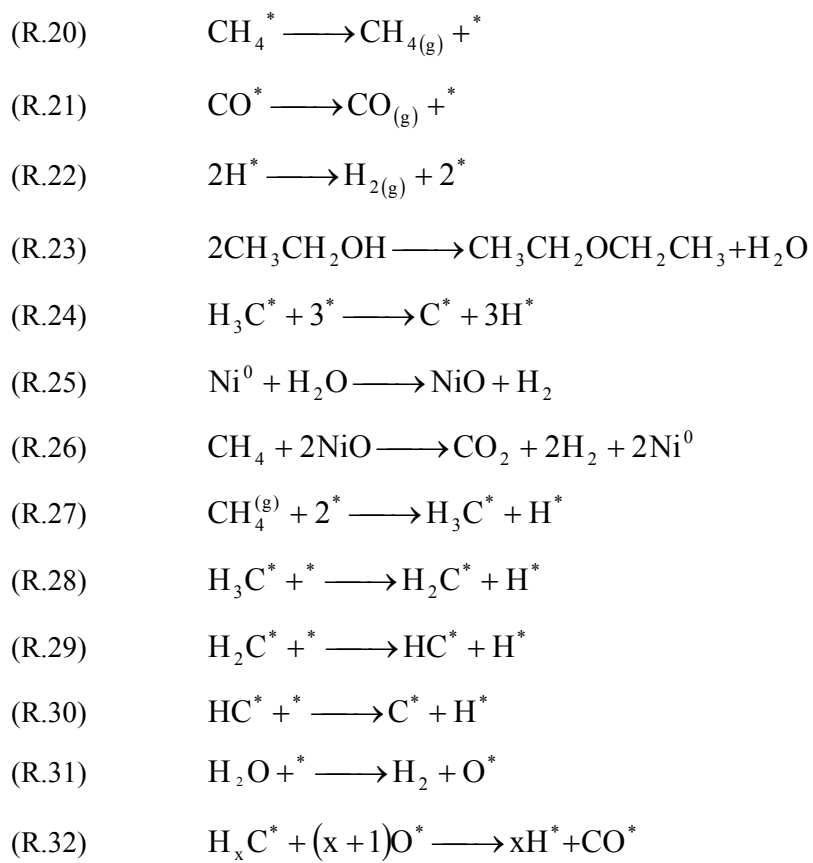 (R.20) CH₄* ⟶ CH₄₍g₎ + *
(R.21) CO* ⟶ CO₍g₎ + *
(R.22) 2H* ⟶ H₂₍g₎ + 2*
(R.23) 2CH₃CH₂OH ⟶ CH₃CH₂OCH₂CH₃+H₂O
(R.24) H₃C* + 3* ⟶ C* + 3H*
(R.25) Ni⁰ + H₂O ⟶ NiO + H₂
(R.26) CH₄ + 2NiO ⟶ CO₂ + 2H₂ + 2Ni⁰
(R.27) CH₄⁽ᵍ⁾ + 2* ⟶ H₃C* + H*
(R.28) H₃C* + * ⟶ H₂C* + H*
(R.29) H₂C* + * ⟶ HC* + H*
(R.30) HC* + * ⟶ C* + H*
(R.31) H₂O + * ⟶ H₂ + O*
(R.32) HₓC* + (x + 1)O* ⟶ xH*+CO*